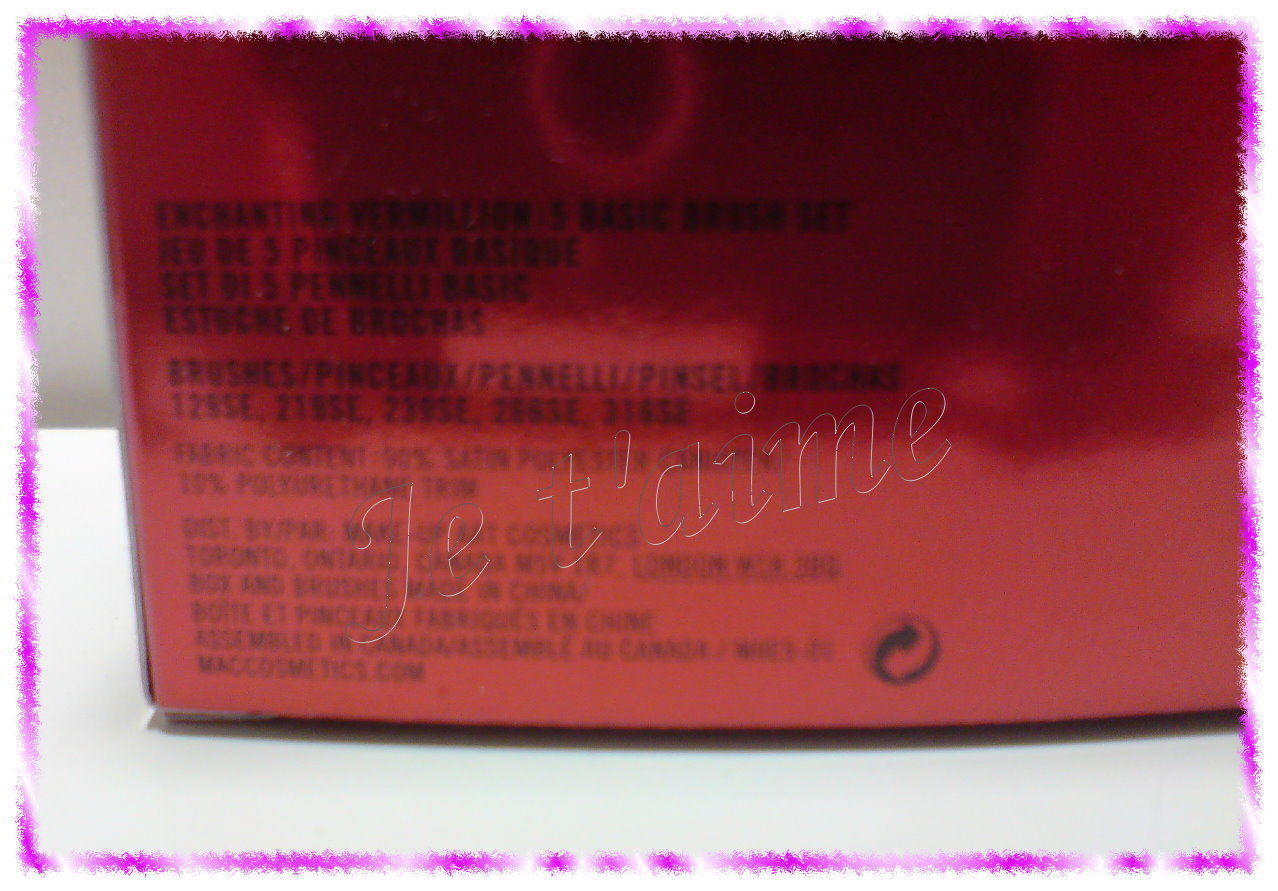 ENCHANTING VERMILLION: 5 BASIC BRUSH SET
JEU DE 5 PINCEAUX BASIQUE
SET DI 5 PENNELLI BASIC
ESTUCHE DE BROCHAS
BRUSHES/PINCEAUX/PENNELLI/PINSEL/BROCHAS
129SE, 219SE, 239SE, 266SE, 316SE
FABRIC CONTENT: 90% SATIN POLYESTER
10% POLYURETHANE TRIM
DIST. BY/PAR. MAKE-UP ART COSMETICS
TORONTO, ONTARIO, CANADA LONDON
BOX AND BRUSHES MADE IN CHINA/
BOÎTE ET PINCEAUX FABRIQUÉS EN CHINE
ASSEMBLED IN CANADA/ASSEMBLÉ AU CANADA /
MACCOSMETICS.COM
Je t'aime